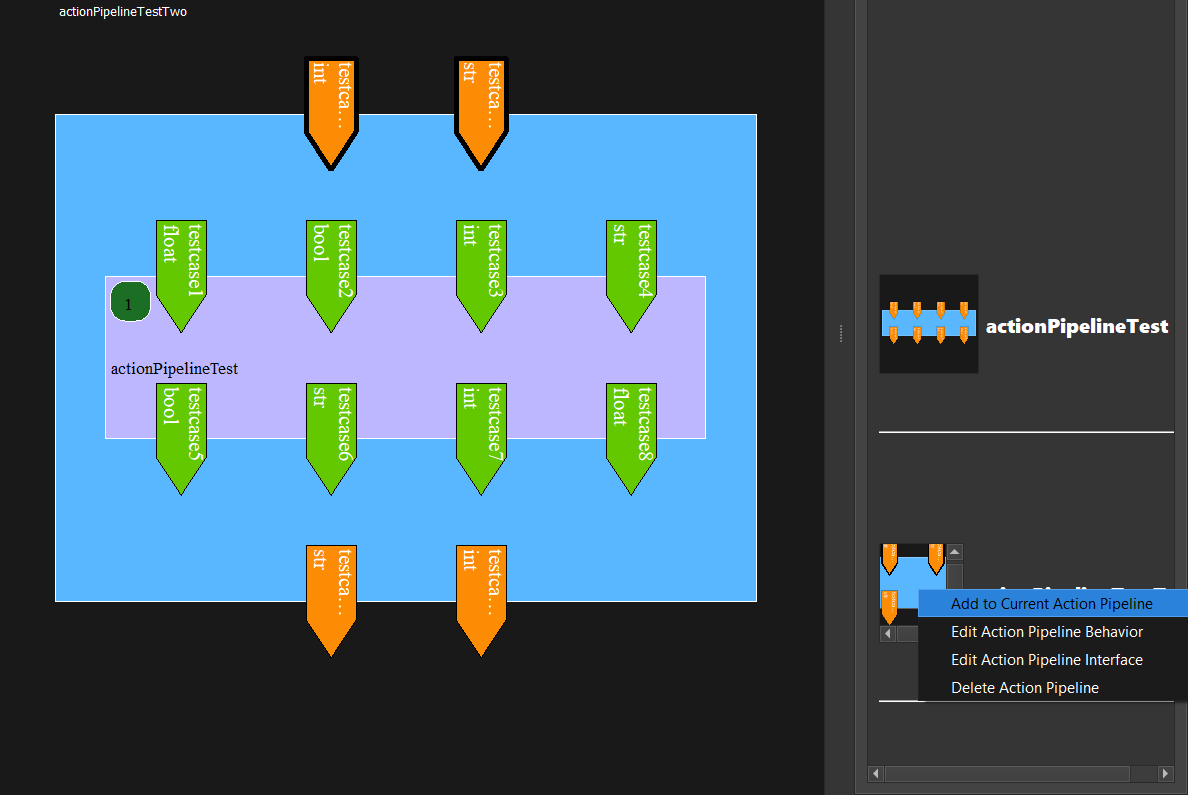 actionPipelineTestTwo
testca...
int
testca...
str
testcase1
float
testcase2
bool
testcase3
int
testcase4
str
1
actionPipelineTest
testcase5
bool
testcase6
str
testcase7
int
testcase8
float
testca...
str
testca...
int
actionPipelineTest
Add to Current Action Pipeline
Edit Action Pipeline Behavior
Edit Action Pipeline Interface
Delete Action Pipeline